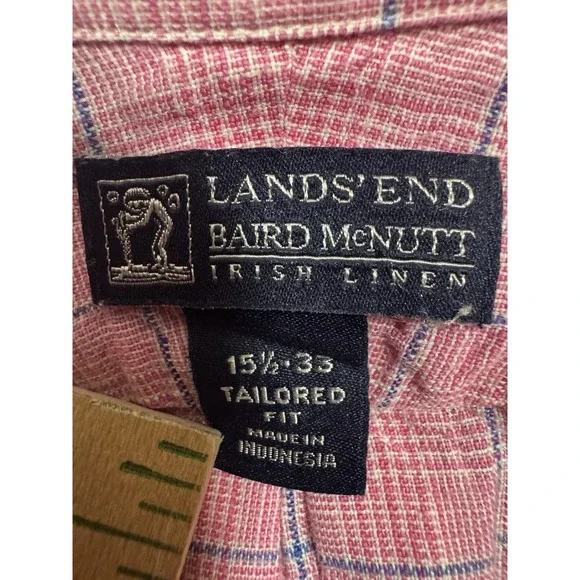 LANDS' END
BAIRD McNUTT
IRISH LINEN
15½·33
TAILORED
FIT
MADE IN
INDONESIA